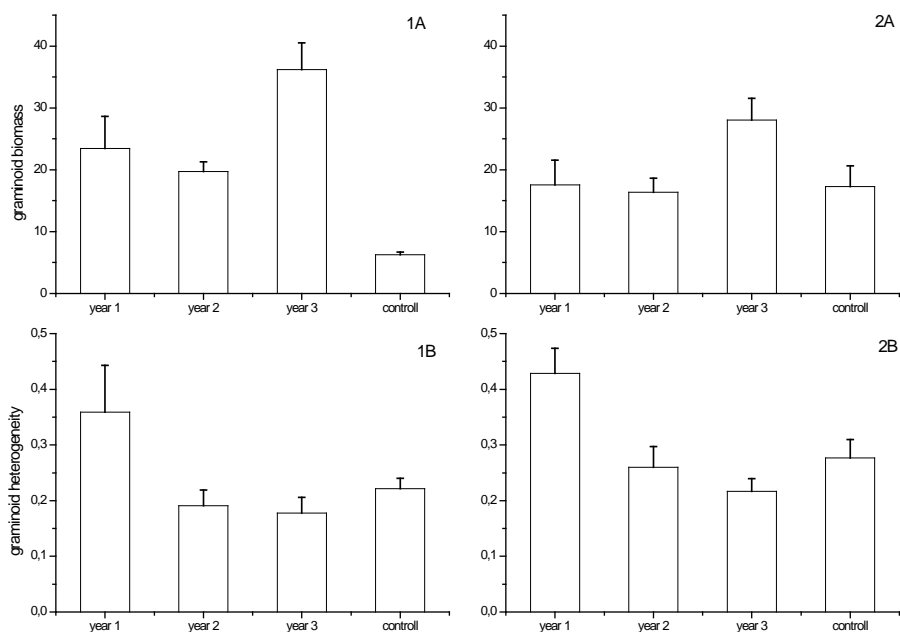 1A
graminoid biomass
40
30
20
10
0
year 1 year 2 year 3 controll
2A
40
30
20
10
0
year 1 year 2 year 3 controll
1B
graminoid heterogeneity
0,5
0,4
0,3
0,2
0,1
0,0
year 1 year 2 year 3 controll
2B
0,5
0,4
0,3
0,2
0,1
0,0
year 1 year 2 year 3 controll